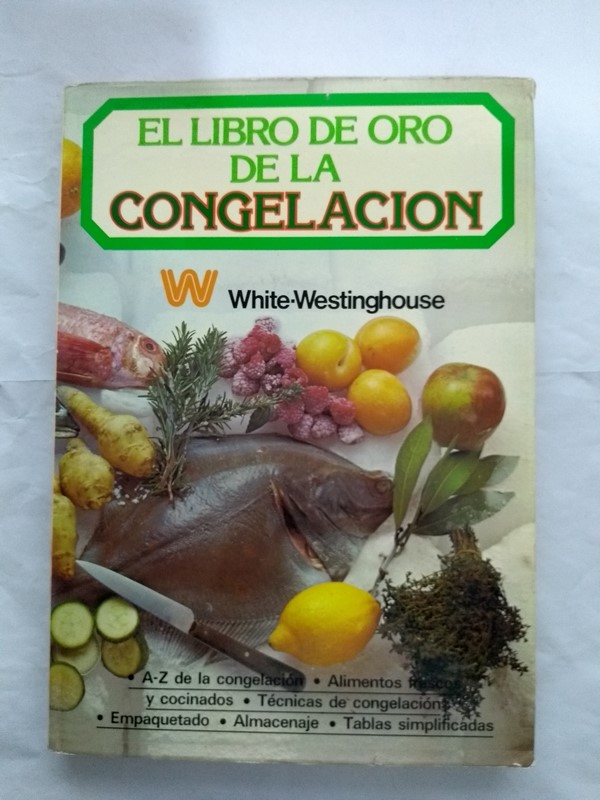 EL LIBRO DE ORO
DE LA
CONGELACION
W White·Westinghouse
• A-Z de la congelación • Alimentos frescos
y cocinados • Técnicas de congelación
• Empaquetado • Almacenaje • Tablas simplificadas